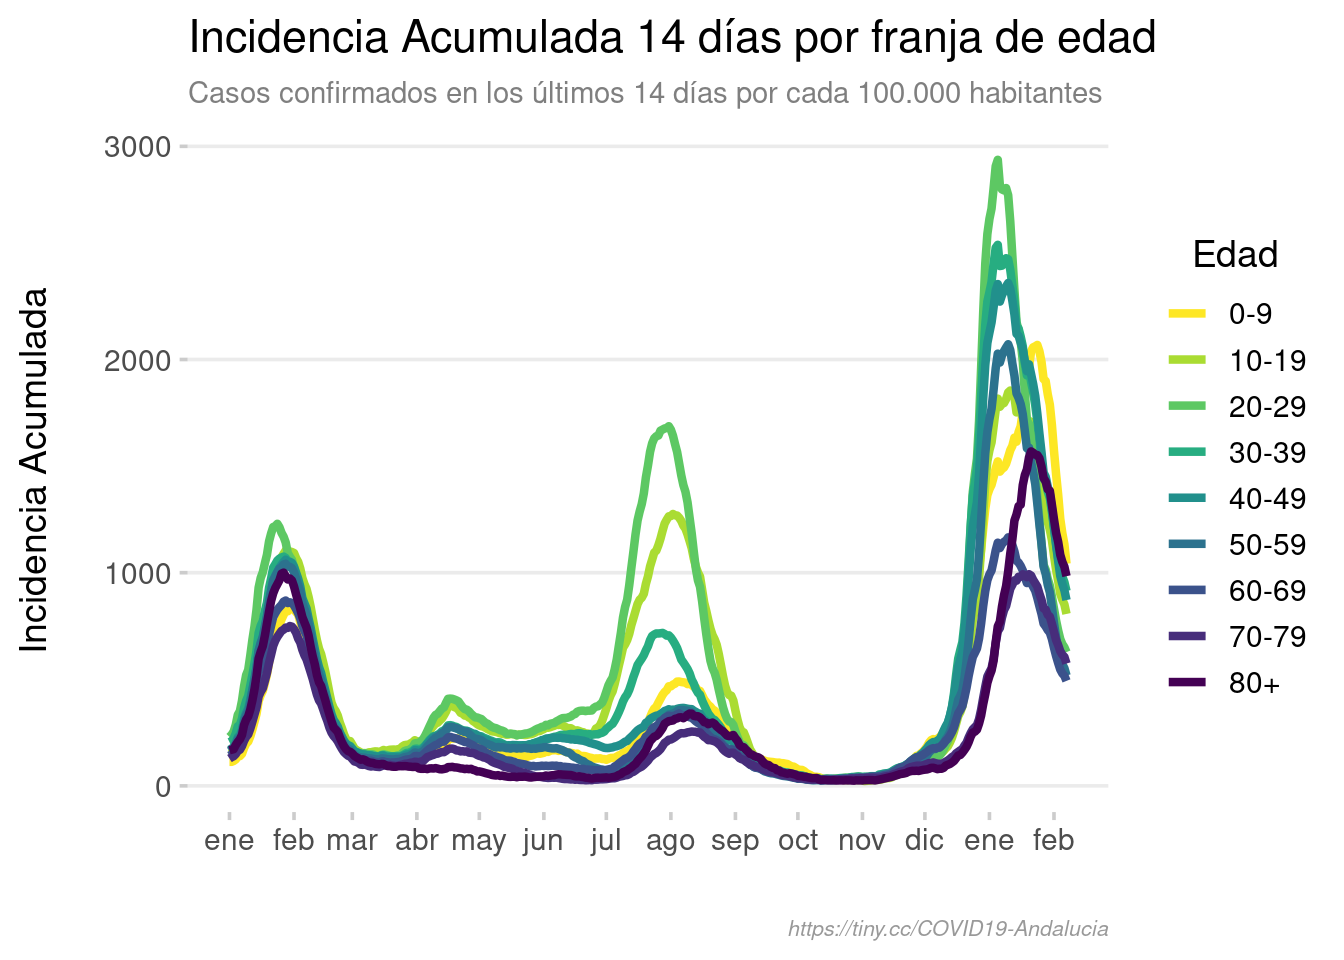 Incidencia Acumulada 14 días por franja de edad
Casos confirmados en los últimos 14 días por cada 100.000 habitantes
Incidencia Acumulada
3000
2000
1000
0
ene feb mar abr may jun jul ago sep oct nov dic ene feb
Edad
0-9
10-19
20-29
30-39
40-49
50-59
60-69
70-79
80+
https://tiny.cc/COVID19-Andalucia